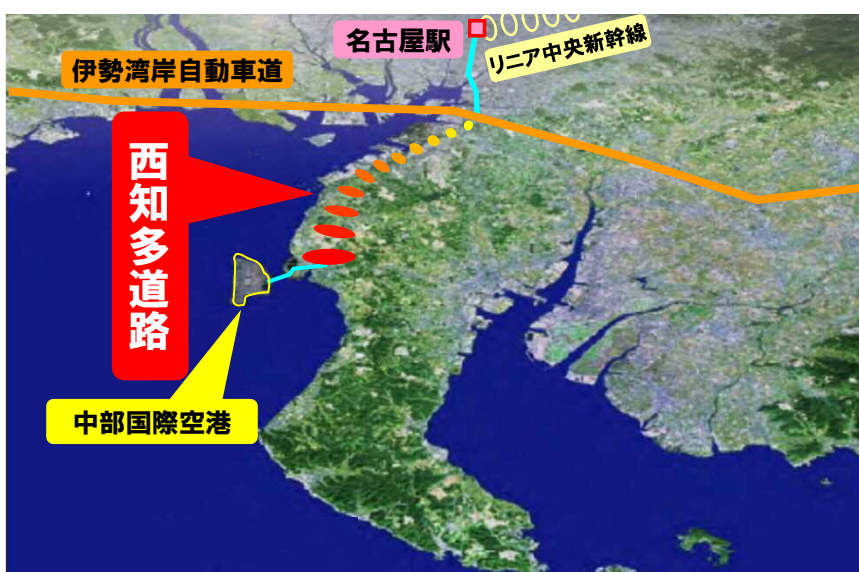 名古屋駅
リニア中央新幹線
伊勢湾岸自動車道
西知多道路
中部国際空港